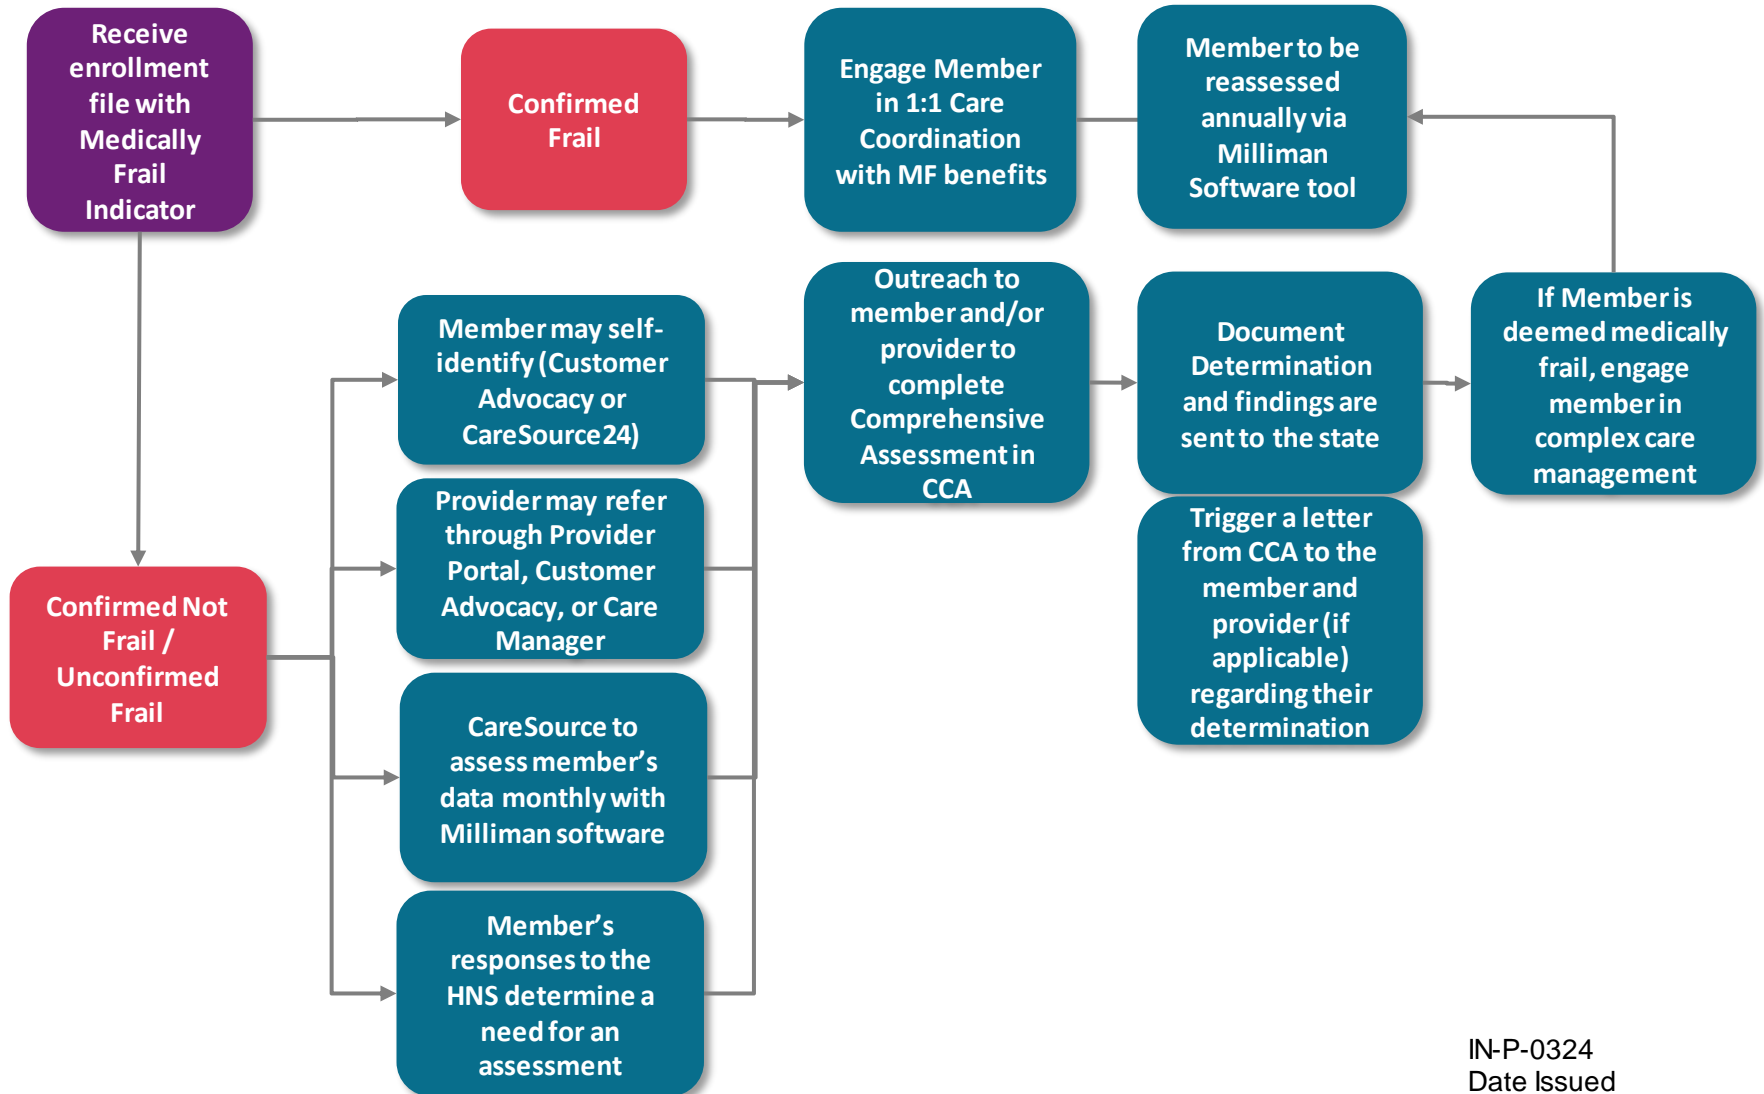 Receive
enrollment
file with
Medically
Frail
Indicator
Confirmed
Frail
Engage Member
in 1:1 Care
Coordination
with MF benefits
Member to be
reassessed
annually via
Milliman
Software tool
Confirmed Not
Frail /
Unconfirmed
Frail
Member may self-
identify (Customer
Advocacy or
CareSource24)
Provider may refer
through Provider
Portal, Customer
Advocacy, or Care
Manager
CareSource to
assess member's
data monthly with
Milliman software
Member's
responses to the
HNS determine a
need for an
assessment
Outreach to
member and/or
provider to
complete
Comprehensive
Assessment in
CCA
Document
Determination
and findings are
sent to the state
Trigger a letter
from CCA to the
member and
provider (if
applicable)
regarding their
determination
If Member is
deemed medically
frail, engage
member in
complex care
management
IN-P-0324
Date Issued